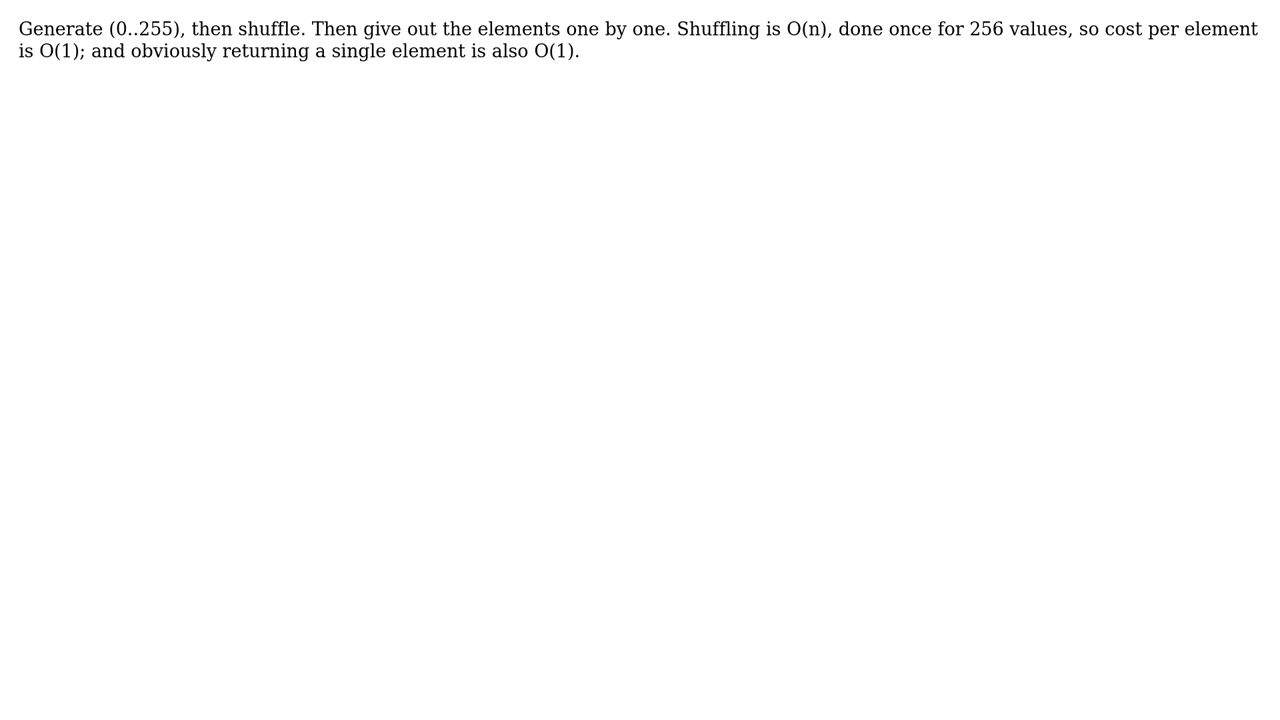 Generate (0..255), then shuffle. Then give out the elements one by one. Shuffling is O(n), done once for 256 values, so cost per element
is O(1); and obviously returning a single element is also O(1).